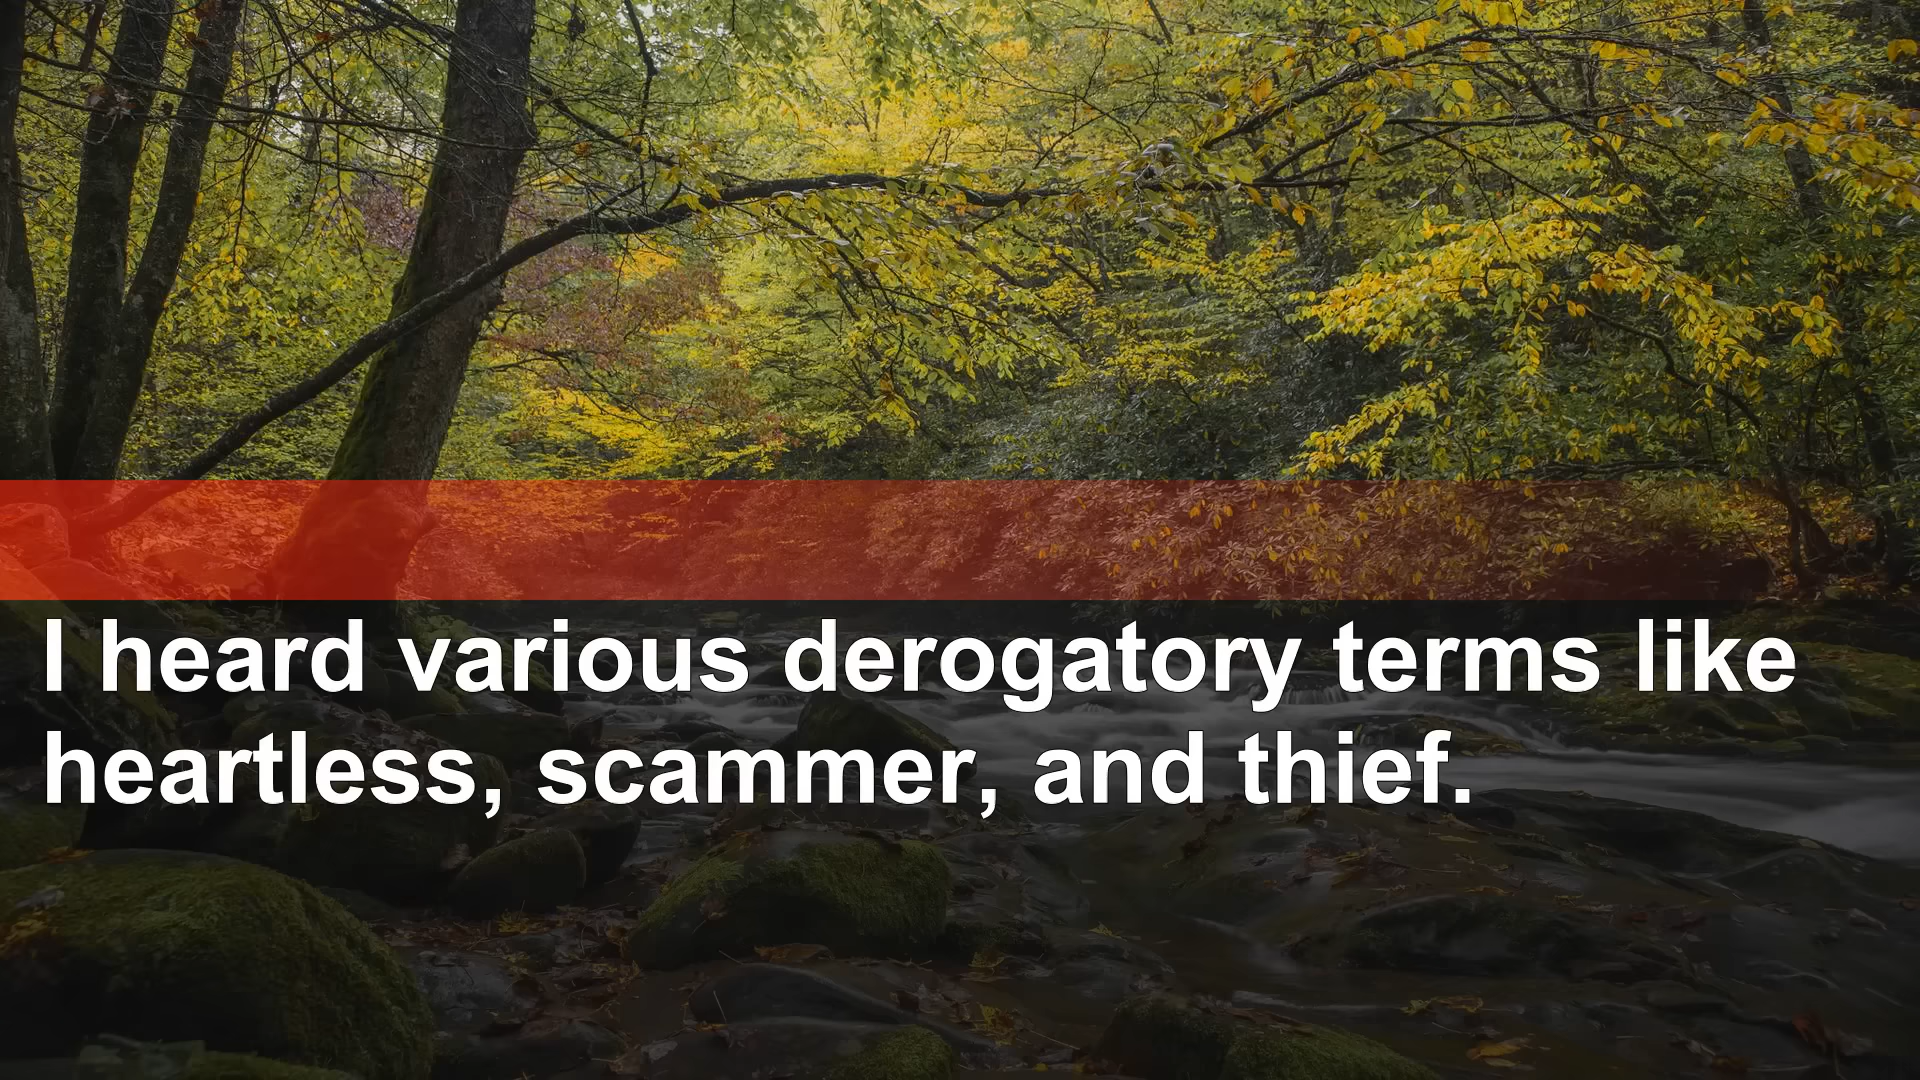 I heard various derogatory terms like
heartless, scammer, and thief.